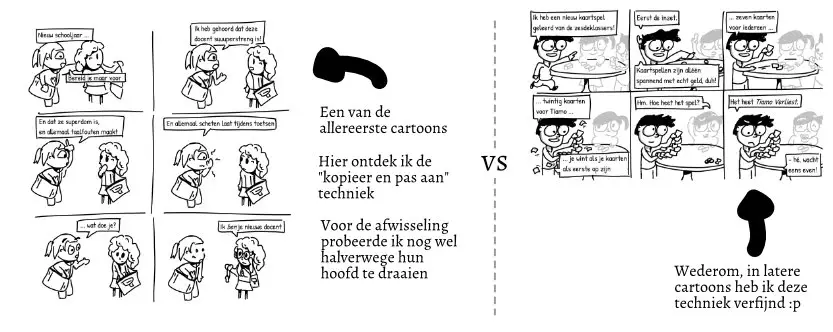 Nieuw schooljaar ...
Bereid je maar voor
Ik heb gehoord dat deze
docent suuuperstreng is!
En dat ze superdom is,
en allemaal taalfouten maakt
En allemaal scheten laat tijdens toetsen
... wat doe je?
Ik ben je nieuwe docent
Een van de
allereerste cartoons
Hier ontdek ik de
"kopieer en pas aan"
techniek
Voor de afwisseling
probeerde ik nog wel
halverwege hun
hoofd te draaien
vs
Ik heb een nieuw kaartspel
geleerd van de zesdeklassers!
Eerst de inzet.
Kaartspellen zijn alléén
spannend met echt geld, duh!
... zeven kaarten
voor iedereen ...
... twintig kaarten
voor Tiamo ...
... je wint als je kaarten
als eerste op zijn
Hm. Hoe heet het spel?
Het heet Tiamo Verliest.
- hé, wacht
eens even!
Wederom, in latere
cartoons heb ik deze
techniek verfijnd :p